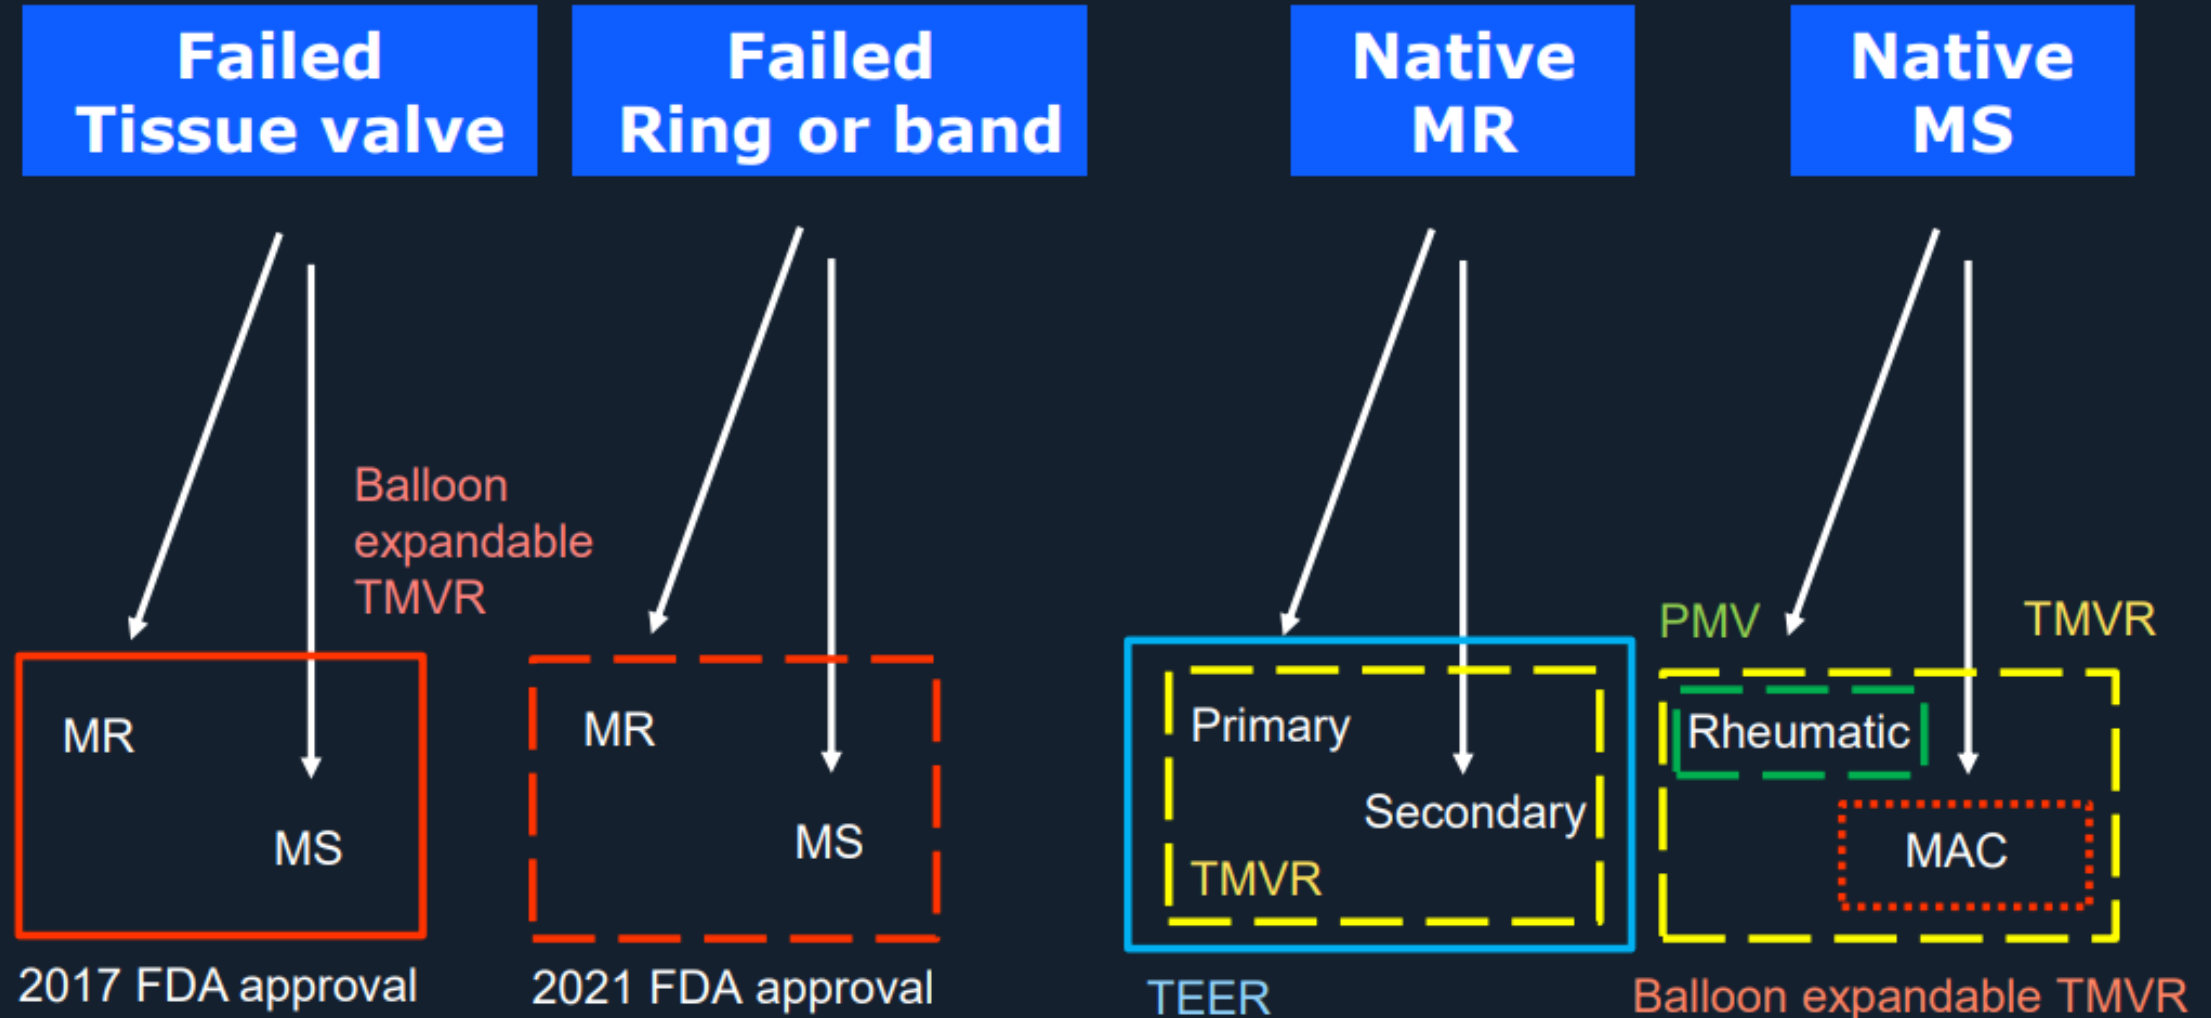 Failed
Tissue valve
Failed
Ring or band
Native
MR
Native
MS
Balloon
expandable
TMVR
MR
MS
2017 FDA approval
MR
MS
2021 FDA approval
Primary
Secondary
TMVR
TEER
PMV
TMVR
Rheumatic
MAC
Balloon expandable TMVR